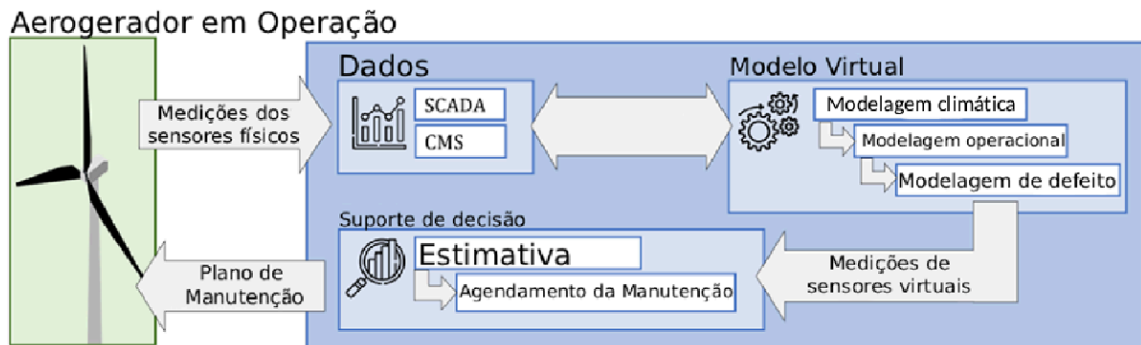 Aerogerador em Operação
Medições dos
sensores físicos
Dados
SCADA
CMS
Modelo Virtual
Modelagem climática
Modelagem operacional
Modelagem de defeito
Suporte de decisão
Estimativa
Agendamento da Manutenção
Medições de
sensores virtuais
Plano de
Manutenção